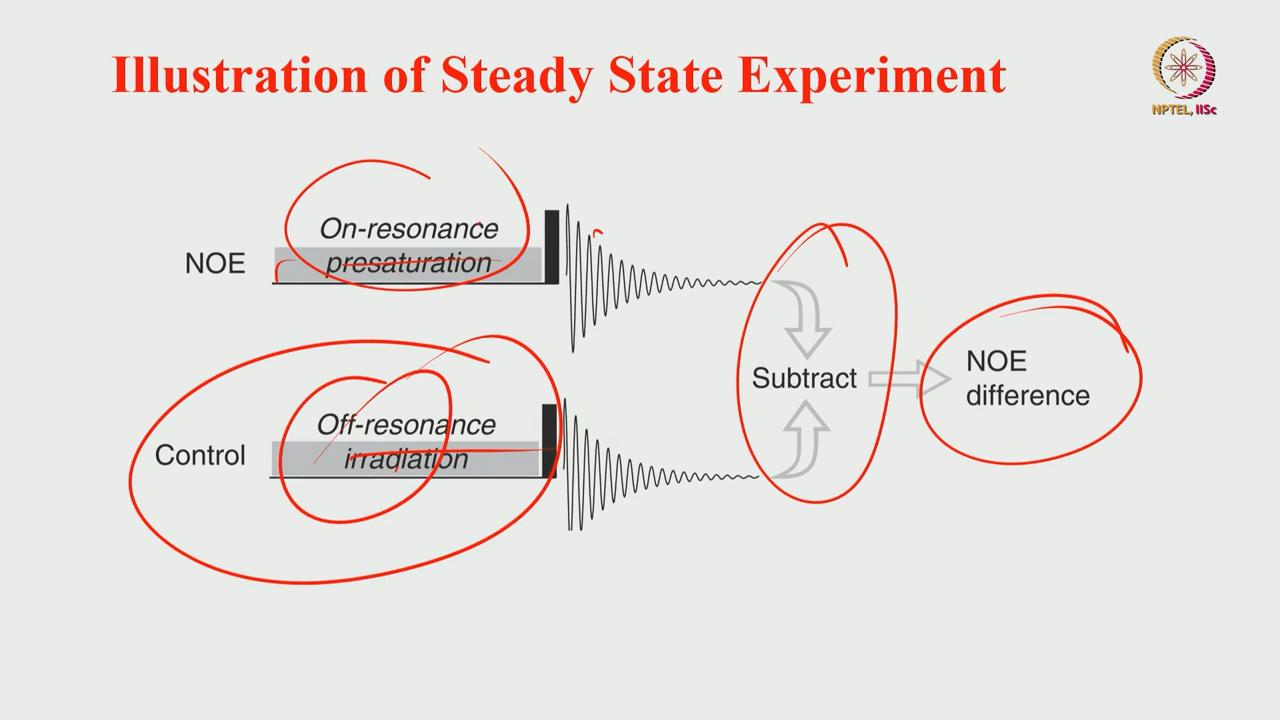 Illustration of Steady State Experiment
NPTEL, IISc
On-resonance
NOE
presaturation
Subtract
NOE
difference
Off-resonance
Control
irradiation